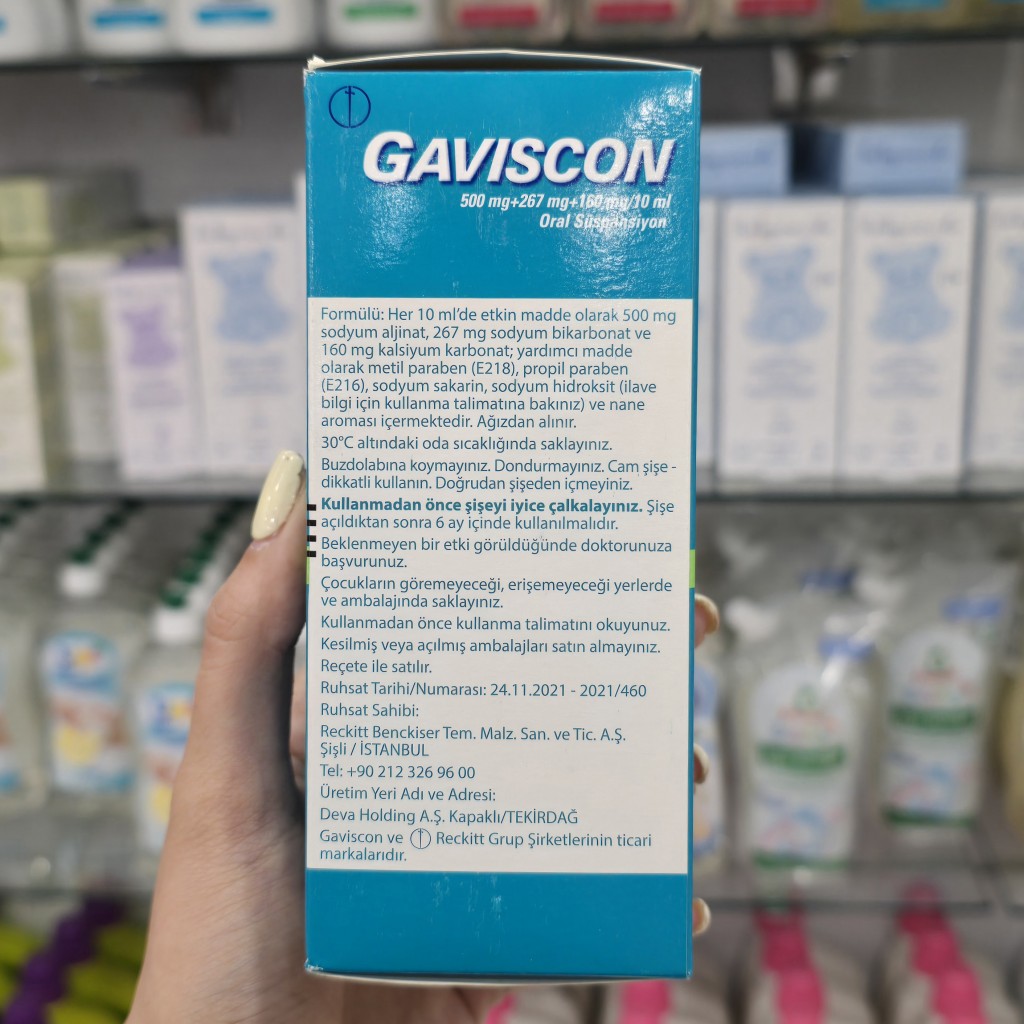 GAVISCON
500 mg+267 mg+160 mg/10 ml
Oral Süspansiyon
Formülü: Her 10 ml'de etkin madde olarak 500 mg
sodyum aljinat, 267 mg sodyum bikarbonat ve
160 mg kalsiyum karbonat; yardımcı madde
olarak metil paraben (E218), propil paraben
(E216), sodyum sakarin, sodyum hidroksit (ilave
bilgi için kullanma talimatına bakınız) ve nane
aroması içermektedir. Ağızdan alınır.
30°C altındaki oda sıcaklığında saklayınız.
Buzdolabına koymayınız. Dondurmayınız. Cam şişe -
dikkatli kullanın. Doğrudan şişeden içmeyiniz.
Kullanmadan önce şişeyi iyice çalkalayınız. Şişe
açıldıktan sonra 6 ay içinde kullanılmalıdır.
Beklenmeyen bir etki görüldüğünde doktorunuza
başvurunuz.
Çocukların göremeyeceği, erişemeyeceği yerlerde
ve ambalajında saklayınız.
Kullanmadan önce kullanma talimatını okuyunuz.
Kesilmiş veya açılmış ambalajları satın almayınız.
Reçete ile satılır.
Ruhsat Tarihi/Numarası: 24.11.2021 - 2021/460
Ruhsat Sahibi:
Reckitt Benckiser Tem. Malz. San. ve Tic. A.Ş.
Şişli / İSTANBUL
Tel: +90 212 326 96 00
Üretim Yeri Adı ve Adresi:
Deva Holding A.Ş. Kapaklı/TEKİRDAĞ
Gaviscon ve Reckitt Grup Şirketlerinin ticari
markalarıdır.